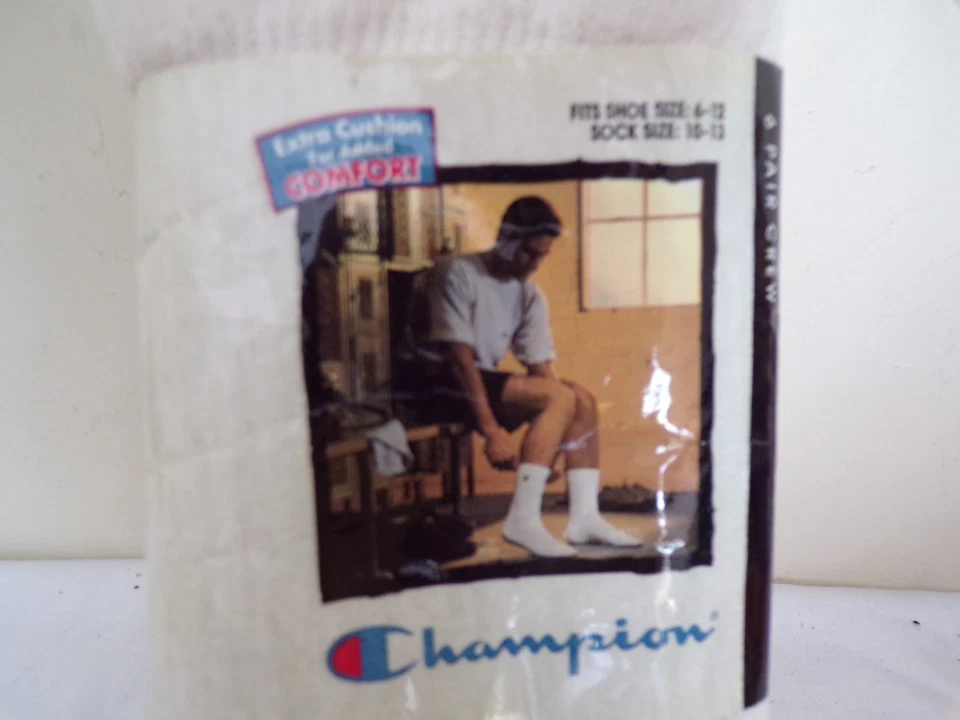 Extra Cushion
For Added
COMFORT
FITS SHOE SIZE: 6-12
SOCK SIZE: 10-13
6 PAIR CREW
Champion